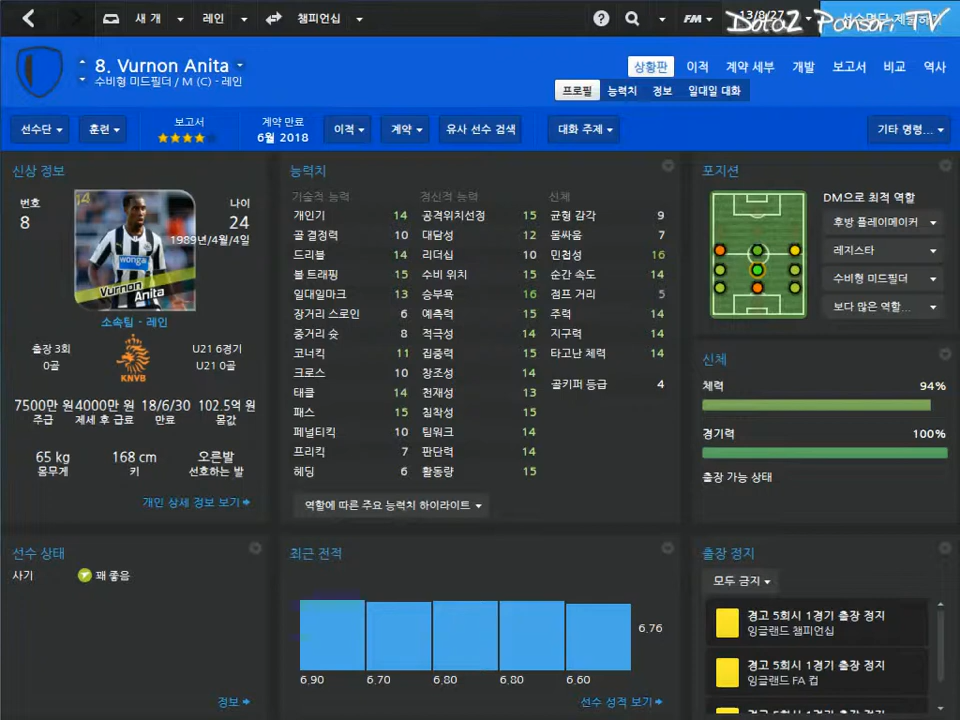 새 개
레인
챔피언십
FM
13/8/27
Dota2 Pansori TV
8. Vurnon Anita
수비형 미드필더 / M (C) - 레인
상황판
이적
계약 세부
개발
보고서
비교
역사
프로필
능력치
정보
일대일 대화
선수단
훈련
보고서
계약 만료
6월 2018
이적
계약
유사 선수 검색
대화 주제
기타 명령...
신상 정보
번호
8
14
wonga
Vurnon
Anita
나이
24
1989년/4월/4일
소속팀 - 레인
출장 3회
0골
KNVB
U21 6경기
U21 0골
7500만 원 4000만 원 18/6/30 102.5억 원
주급 제세 후 급료 만료 몸값
65 kg 168 cm 오른발
몸무게 키 선호하는 발
개인 상세 정보 보기
능력치
기술적 능력 정신적 능력 신체
개인기 14 공격위치선정 15 균형 감각 9
골 결정력 10 대담성 12 몸싸움 7
드리블 14 리더십 10 민첩성 16
볼 트래핑 15 수비 위치 15 순간 속도 14
일대일마크 13 승부욕 16 점프 거리 5
장거리 스로인 6 예측력 15 주력 14
중거리 슛 8 적극성 14 지구력 14
코너킥 11 집중력 15 타고난 체력 14
크로스 10 창조성 14
골키퍼 등급 4
태클 14 천재성 13
패스 15 침착성 15
페널티킥 10 팀워크 14
프리킥 7 판단력 14
헤딩 6 활동량 15
역할에 따른 주요 능력치 하이라이트
포지션
DM으로 최적 역할
후방 플레이메이커
레지스타
수비형 미드필더
보다 많은 역할...
신체
체력 94%
경기력 100%
출장 가능 상태
선수 상태
사기 꽤 좋음
정보
최근 전적
6.76
6.90 6.70 6.80 6.80 6.60
선수 성적 보기
출장 정지
모두 금지
경고 5회시 1경기 출장 정지
잉글랜드 챔피언십
경고 5회시 1경기 출장 정지
잉글랜드 FA 컵